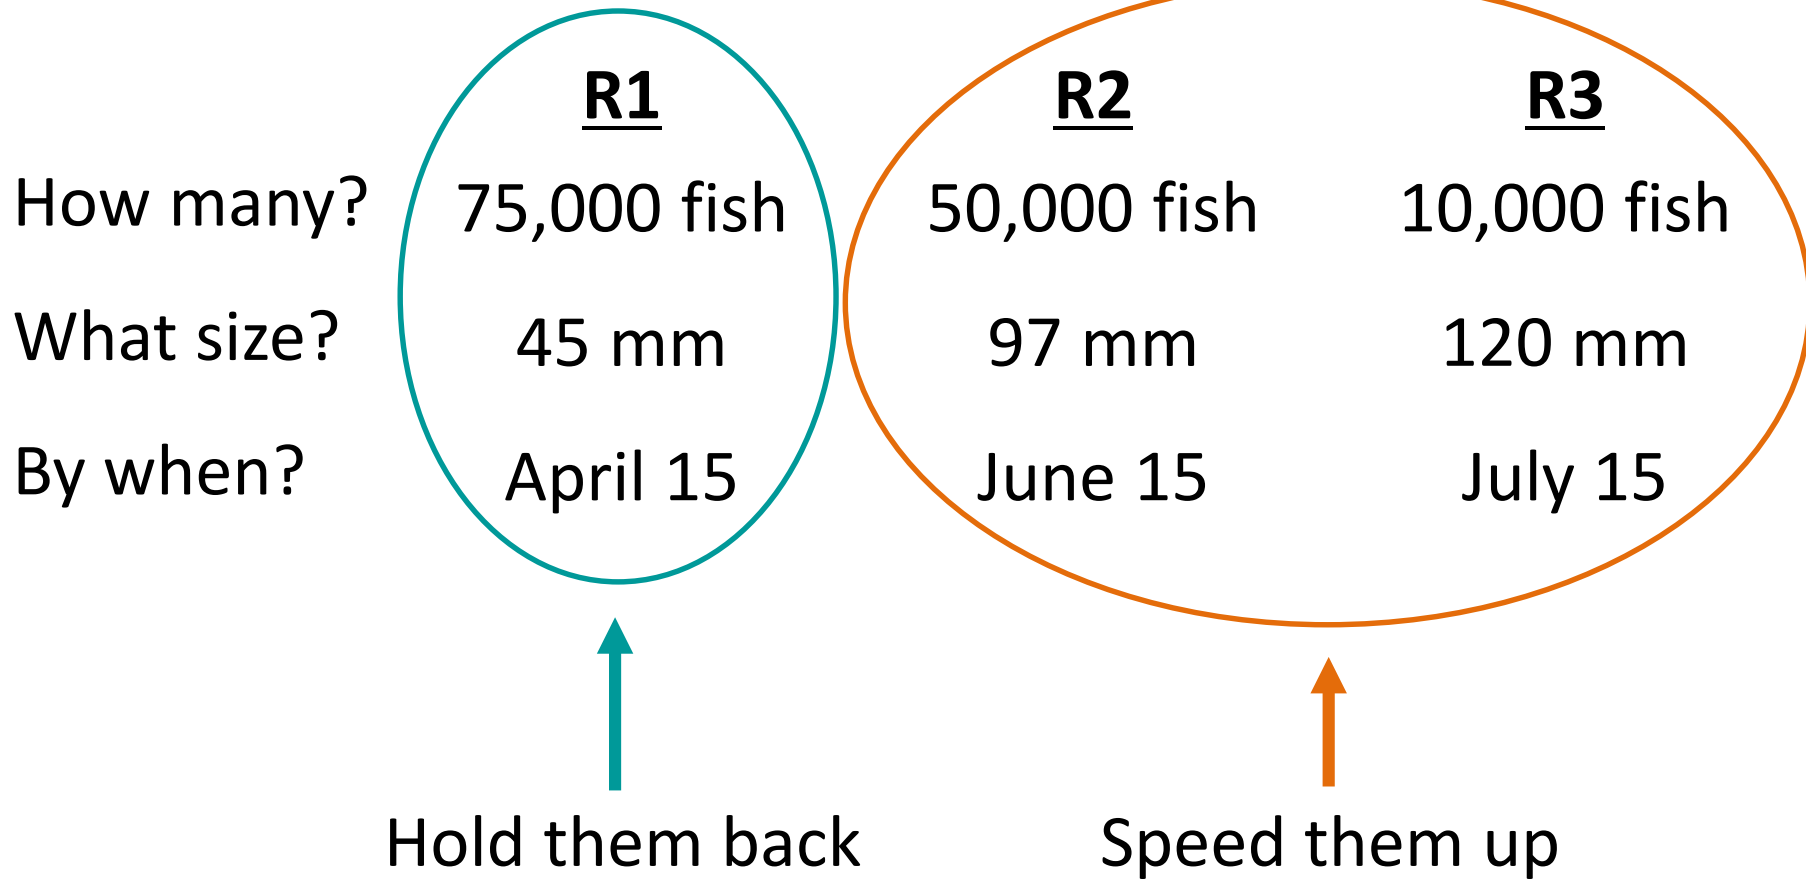 R1 R2 R3
How many? 75,000 fish 50,000 fish 10,000 fish
What size? 45 mm 97 mm 120 mm
By when? April 15 June 15 July 15
Hold them back Speed them up